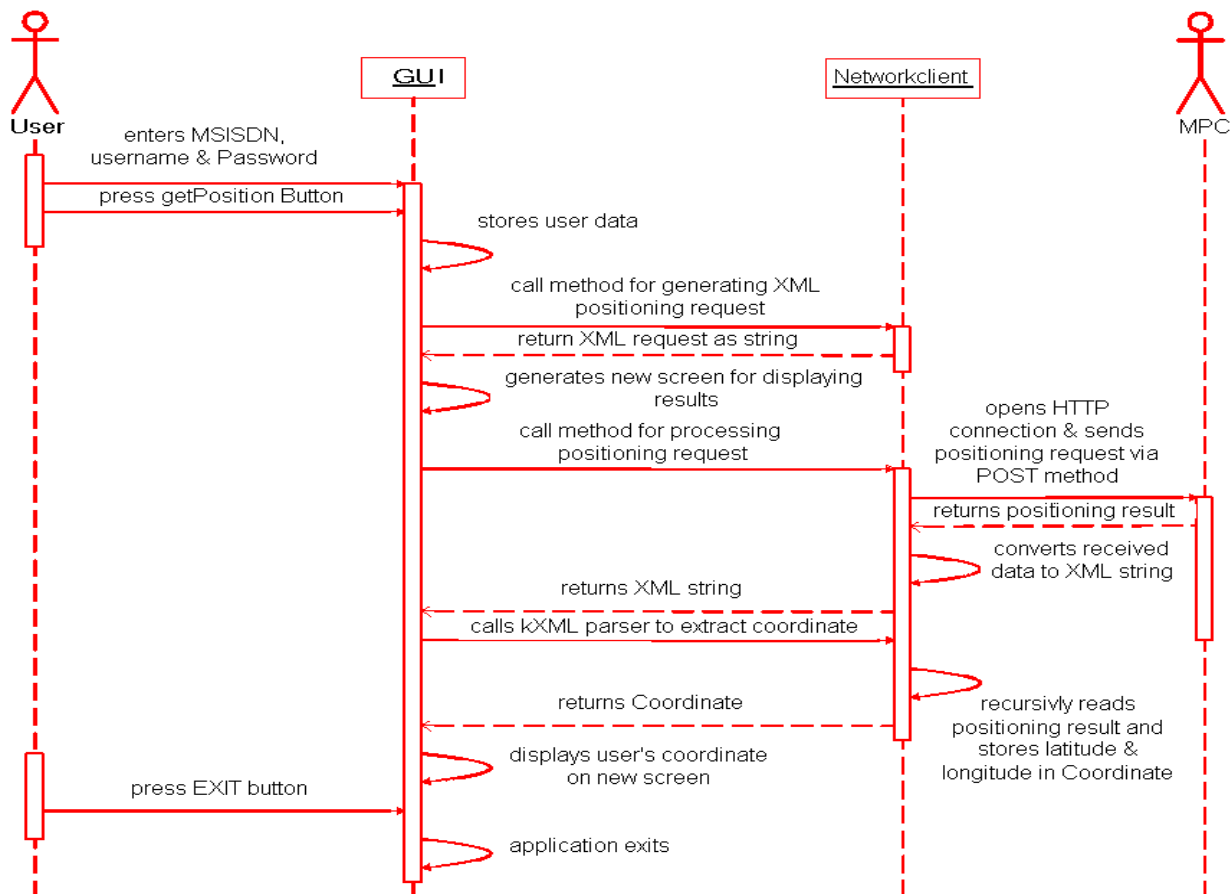 GUI
Networkclient
User
MPC
enters MSISDN,
username & Password
press getPosition Button
stores user data
call method for generating XML
positioning request
return XML request as string
generates new screen for displaying
results
call method for processing
positioning request
opens HTTP
connection & sends
positioning request via
POST method
returns positioning result
converts received
data to XML string
returns XML string
calls kXML parser to extract coordinate
returns Coordinate
recursivly reads
positioning result and
stores latitude &
longitude in Coordinate
displays user's coordinate
on new screen
press EXIT button
application exits